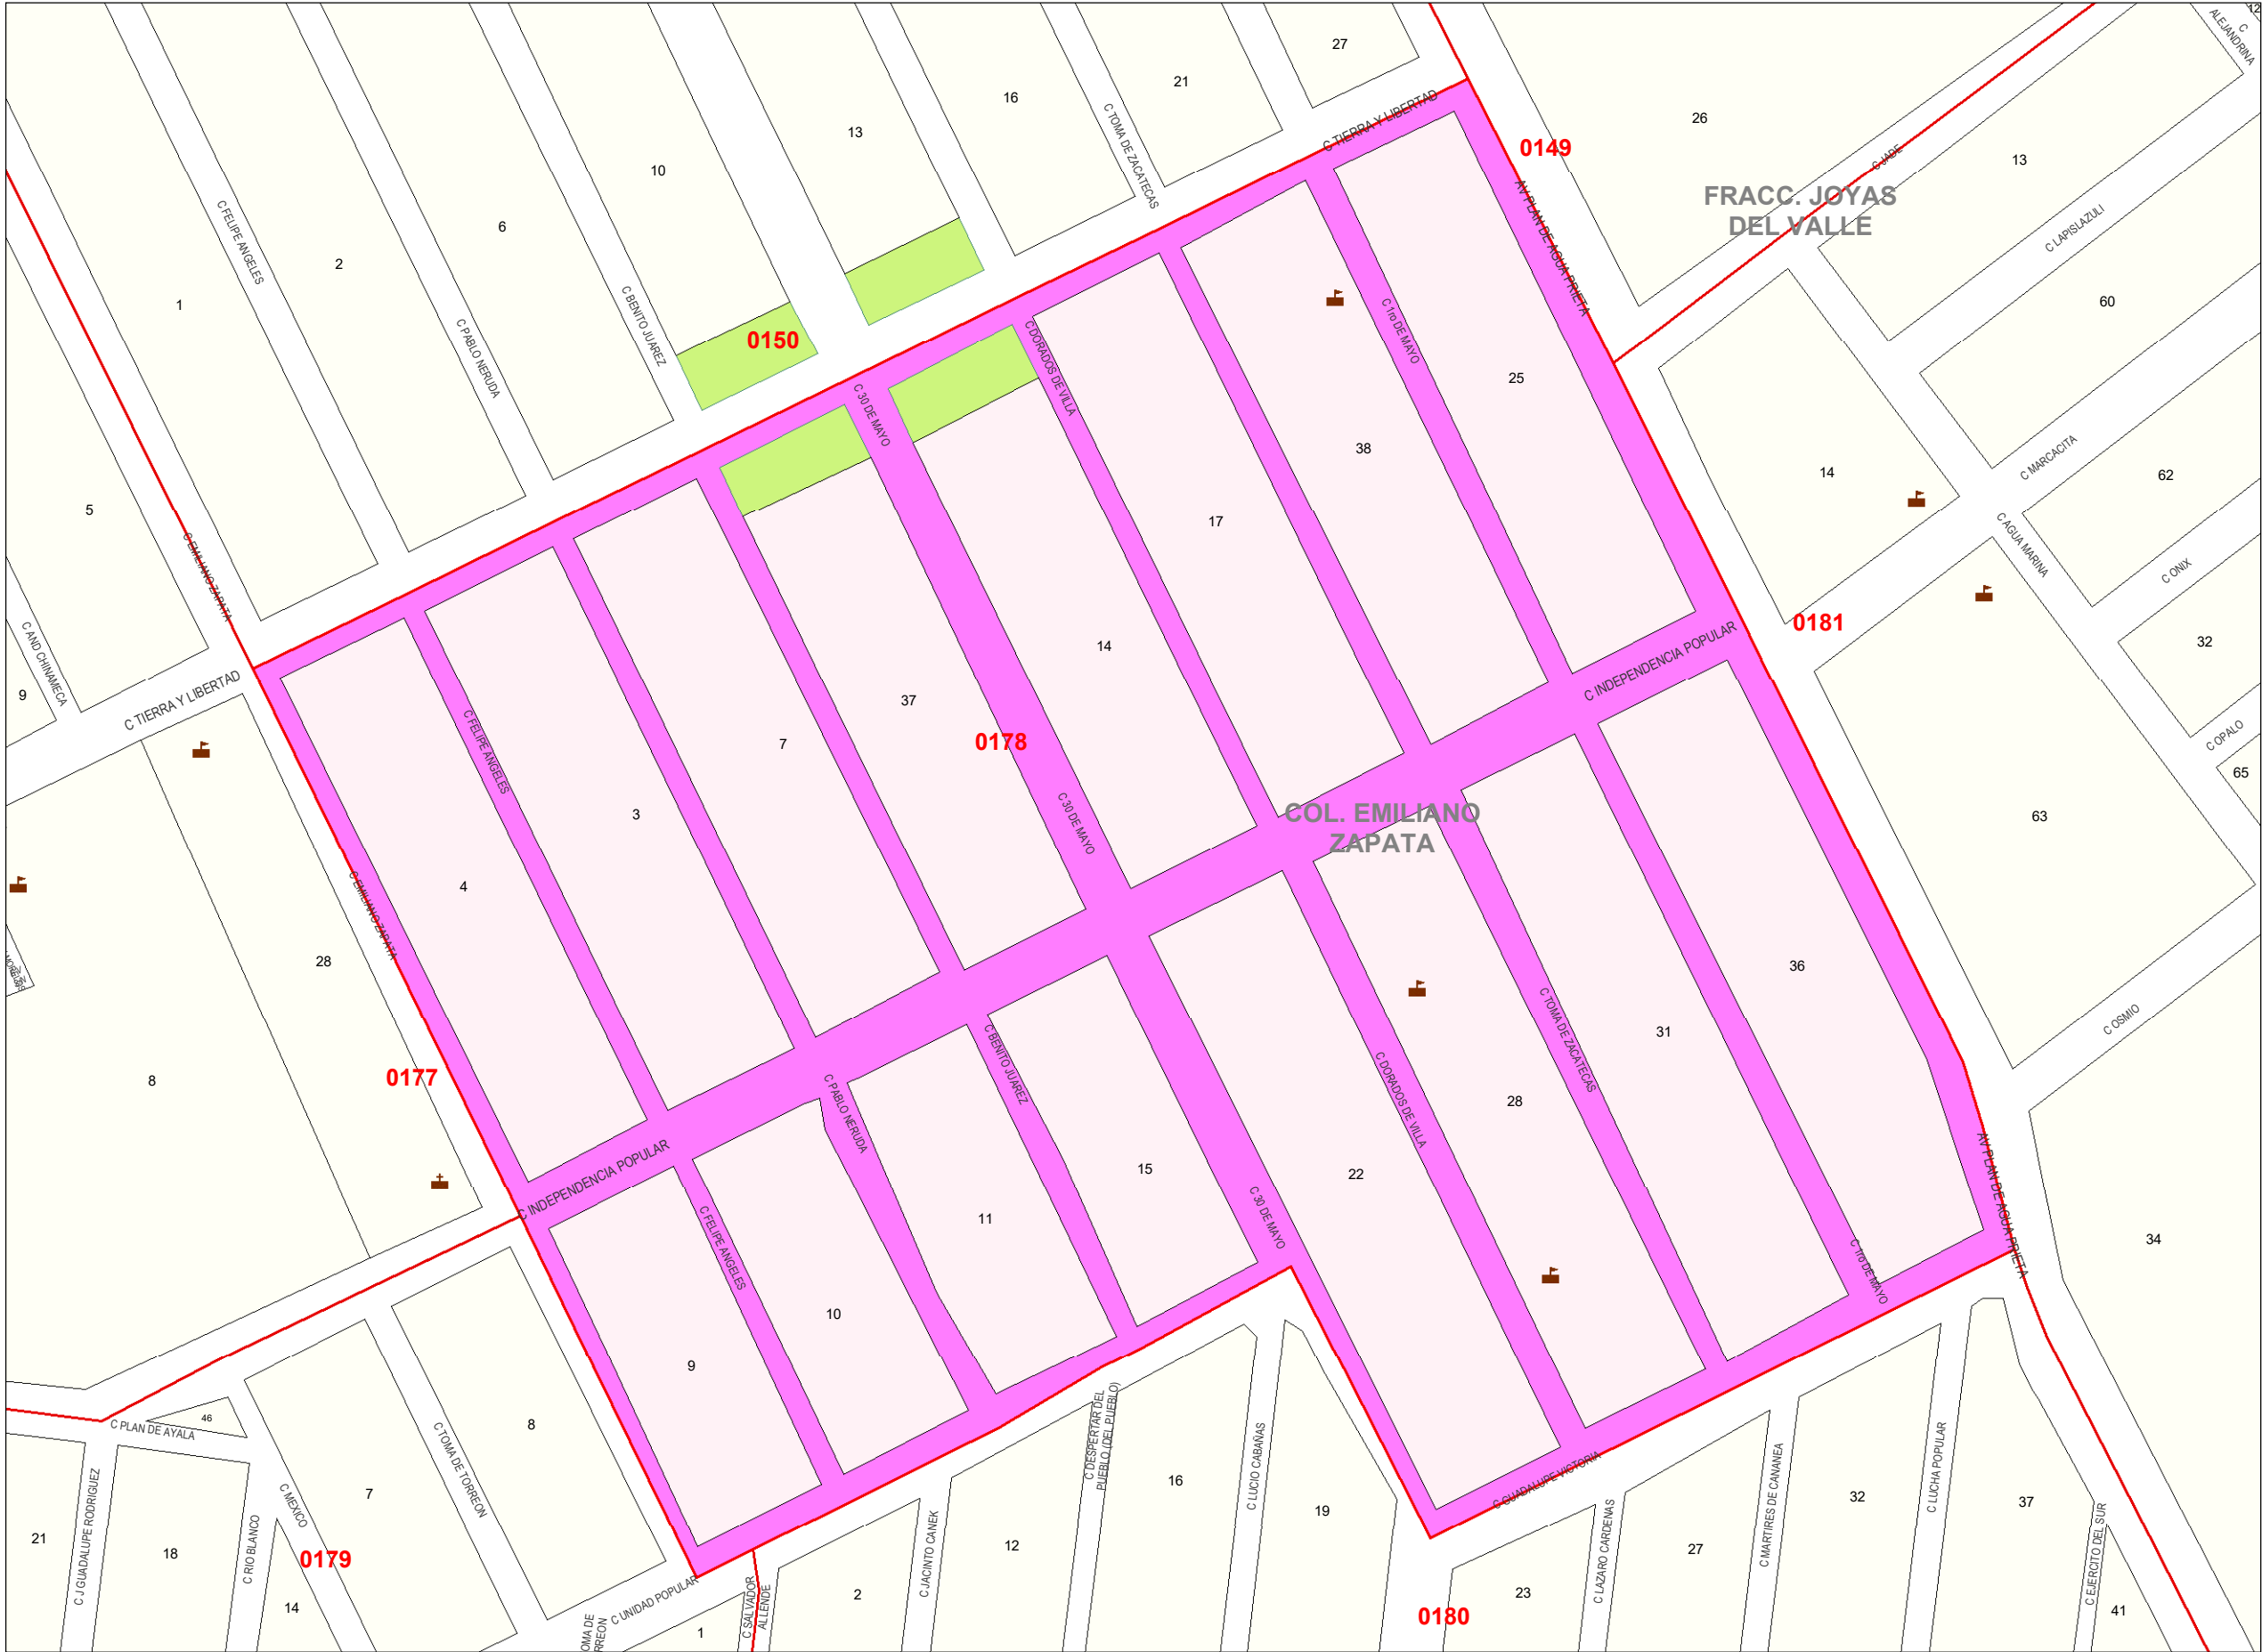 12
C
ALEJANDRINA
27
16
21
C TIERRA Y LIBERTAD
26
13
10
C TOMA DE ZACATECAS
0149
C JADE
13
FRACC. JOYAS
DEL VALLE
AV PLAN DE AGUA PRIETA
C LAPISLAZULI
C FELIPE ANGELES
2
6
1
C BENITO JUAREZ
C PABLO NERUDA
0150
C DORADOS DE VILLA
C 1ro DE MAYO
60
25
C 30 DE MAYO
38
14
C MARCACITA
62
5
17
C AGUA MARINA
C ONIX
C EMILIANO ZAPATA
0181
32
C AND CHINAMECA
9
C TIERRA Y LIBERTAD
14
C INDEPENDENCIA POPULAR
37
C FELIPE ANGELES
7
0178
C OPALO
65
3
C 30 DE MAYO
COL. EMILIANO
ZAPATA
63
4
C EMILIANO ZAPATA
28
36
C TOMA DE ZACATECAS
C OSMIO
31
8
0177
C PABLO NERUDA
C BENITO JUAREZ
C DORADOS DE VILLA
28
AV PLAN DE AGUA PRIETA
C INDEPENDENCIA POPULAR
15
22
C 30 DE MAYO
11
C FELIPE ANGELES
34
C 1ro DE MAYO
10
9
46
C PLAN DE AYALA
8
C TOMA DE TORREON
C DESPERTAR DEL
PUEBLO (DEL PUEBLO)
16
C LUCIO CABAÑAS
C GUADALUPE VICTORIA
32
C LUCHA POPULAR
37
C MEXICO
7
C J GUADALUPE RODRIGUEZ
21
18
C RIO BLANCO
0179
12
19
C LAZARO CARDENAS
27
C MARTIRES DE CANANEA
C EJERCITO DEL SUR
C JACINTO CANEK
2
C UNIDAD POPULAR
C SALVADOR
ALLENDE
14
23
0180
41
1